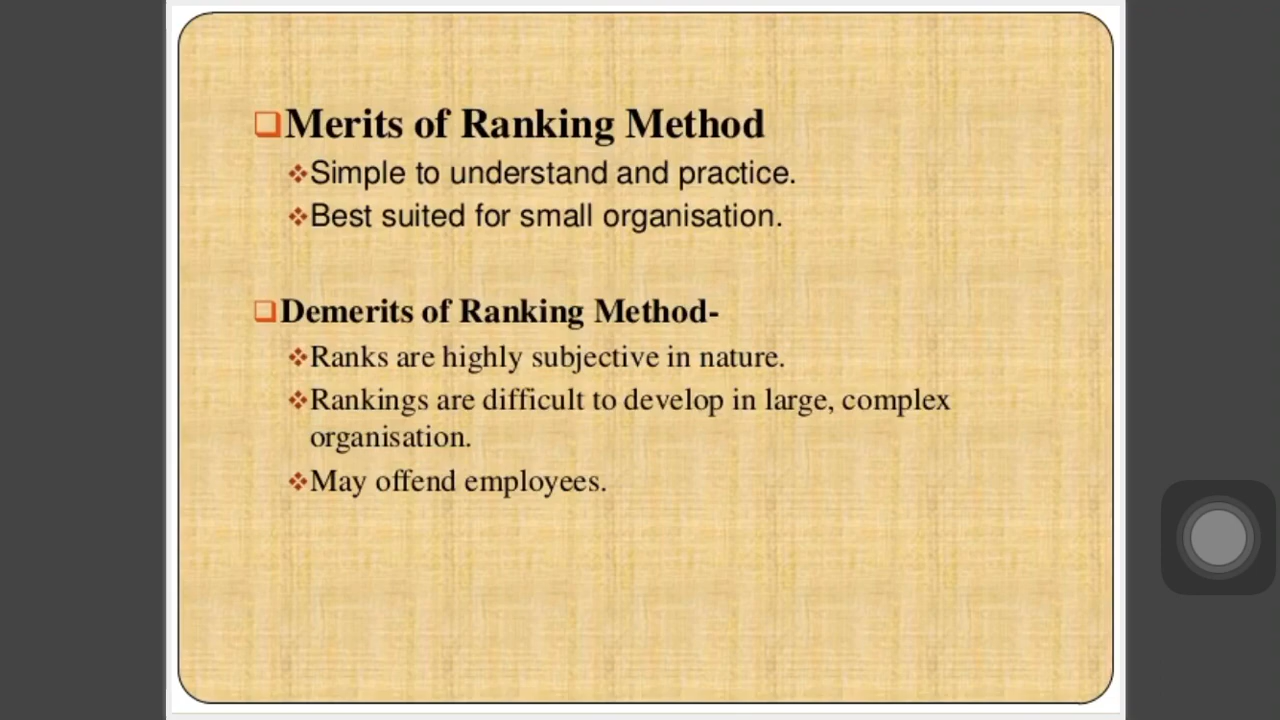 Merits of Ranking Method
Simple to understand and practice.
Best suited for small organisation.
Demerits of Ranking Method-
Ranks are highly subjective in nature.
Rankings are difficult to develop in large, complex
organisation.
May offend employees.